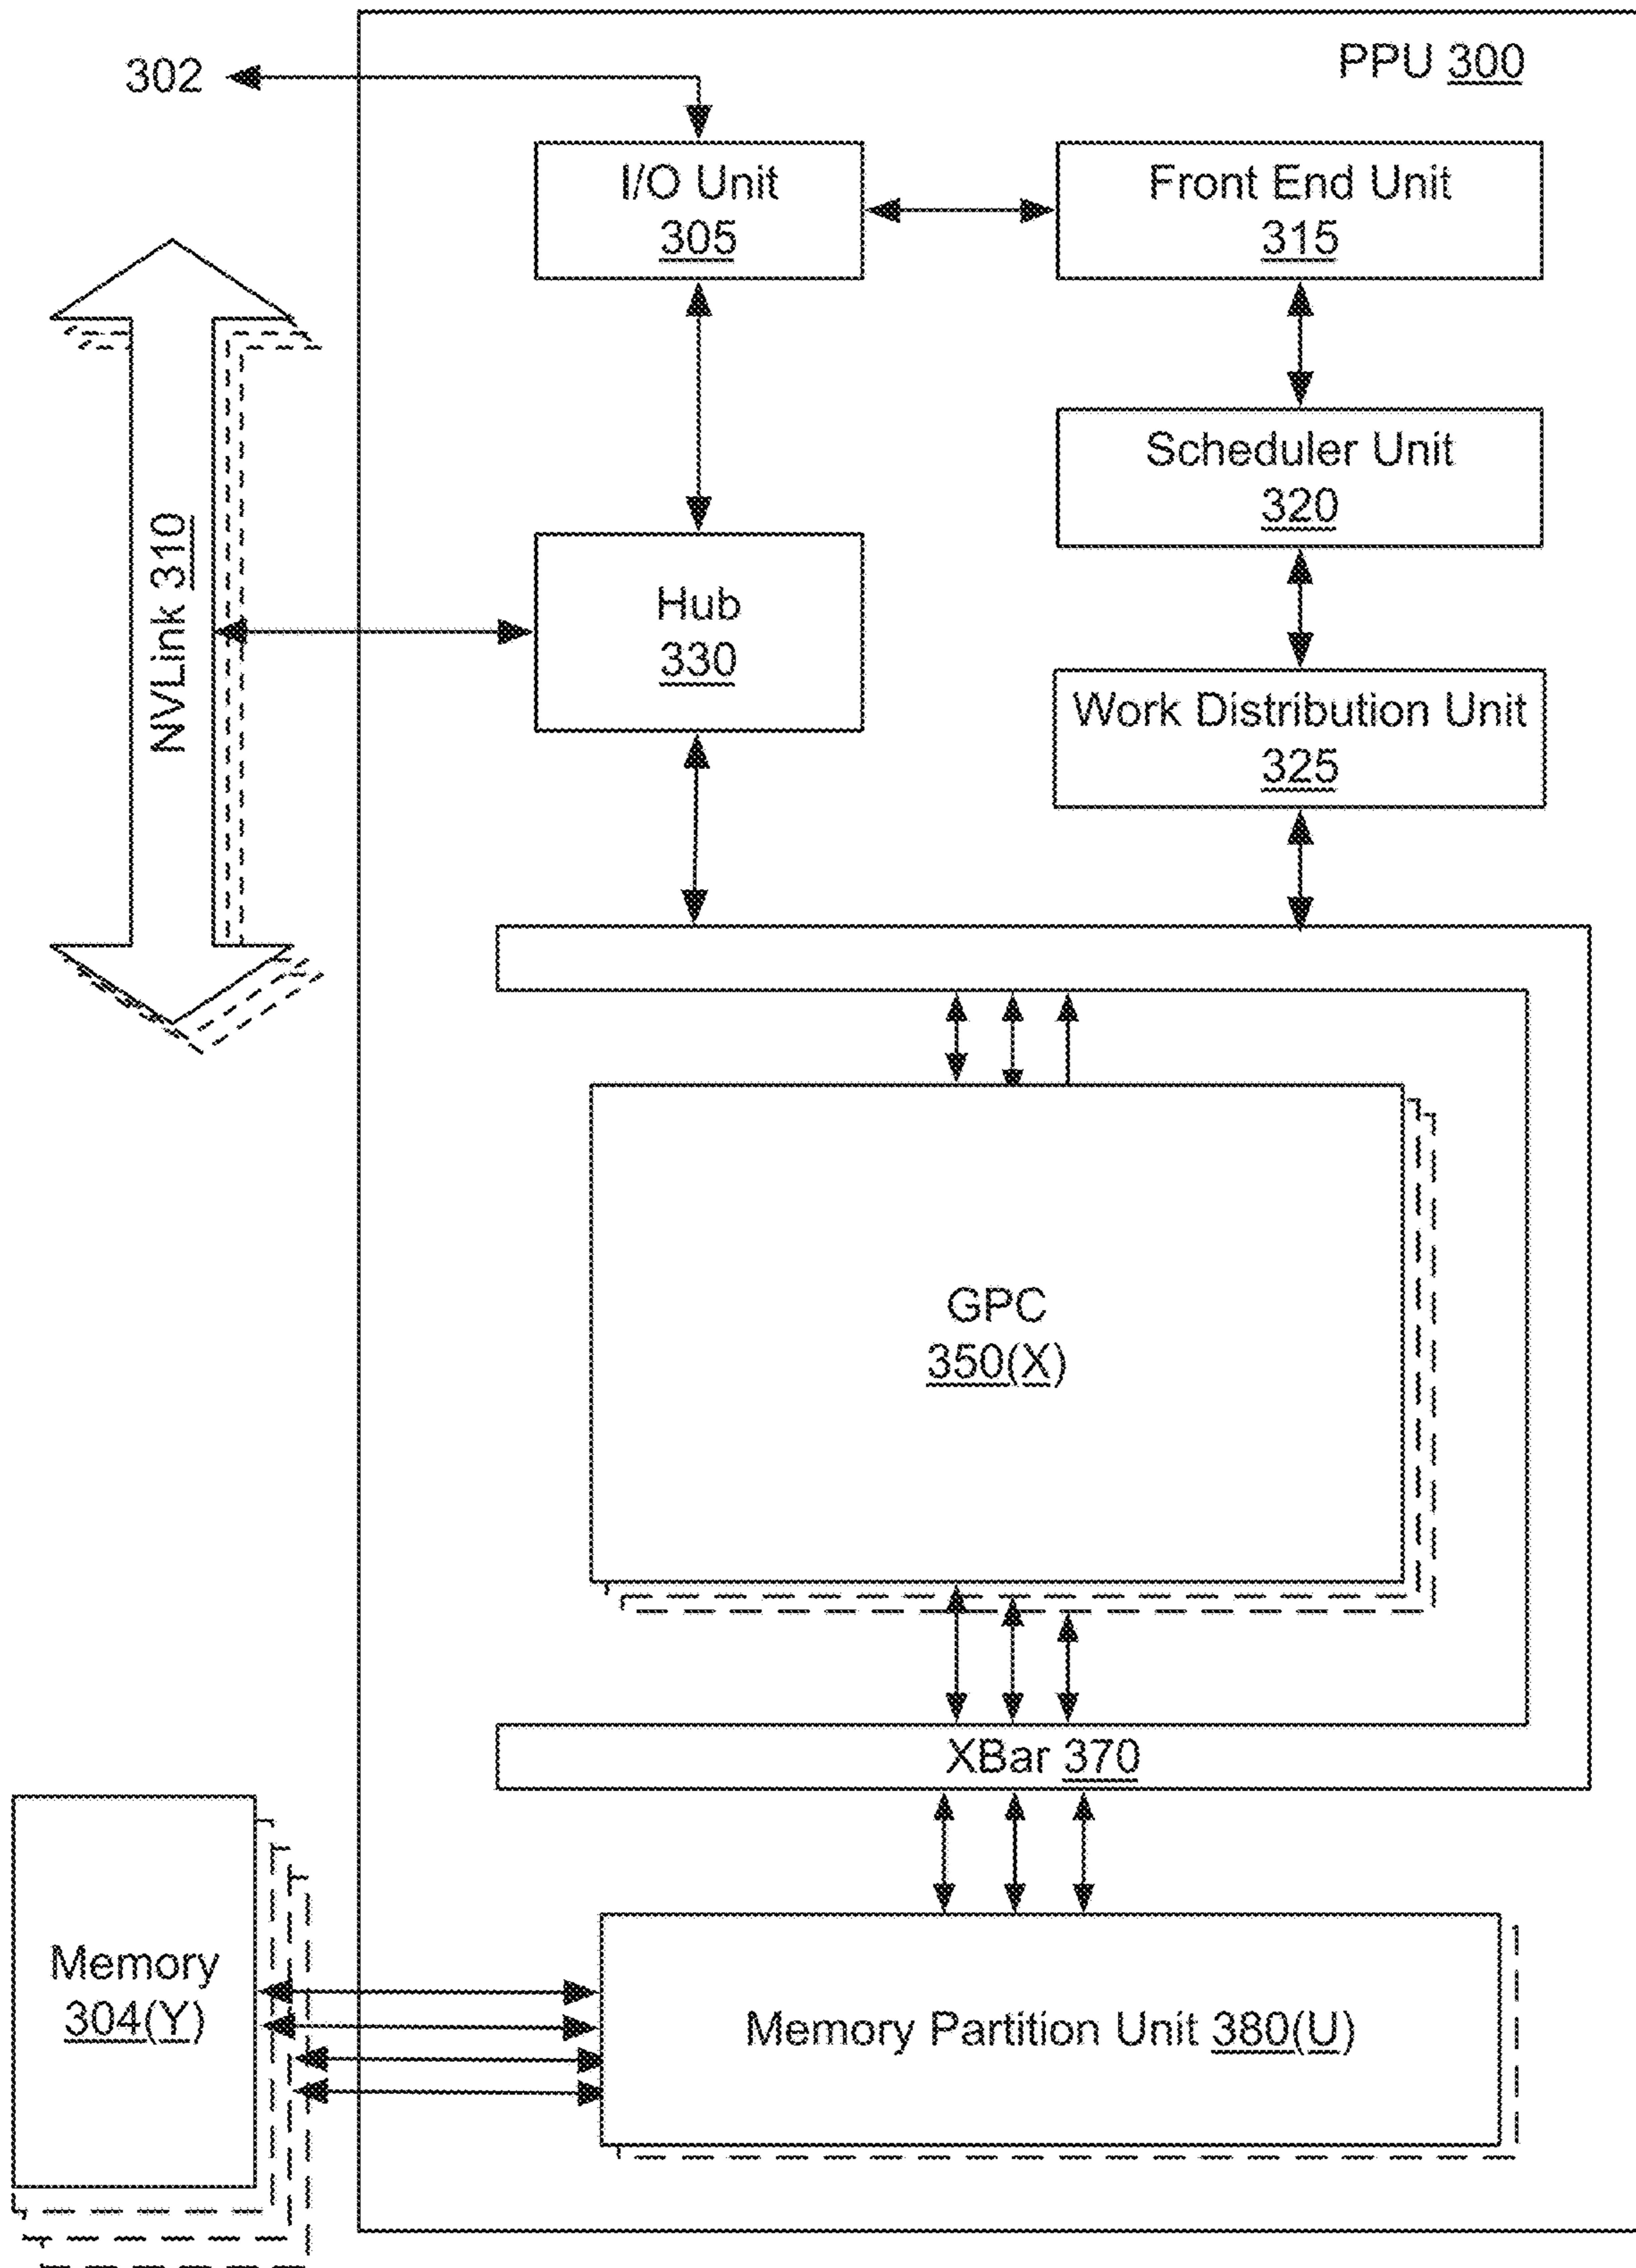 PPU 300
302
I/O Unit
305
Front End Unit
315
Scheduler Unit
320
NVLink 310
Hub
330
Work Distribution Unit
325
GPC
350(X)
XBar 370
Memory
304(Y)
Memory Partition Unit 380(U)